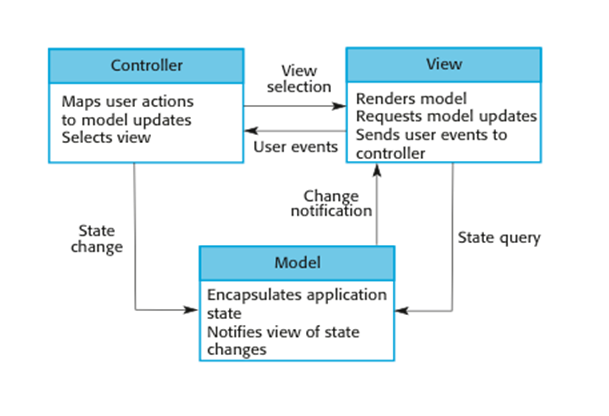 Controller
Maps user actions
to model updates
Selects view
View
selection
User events
View
Renders model
Requests model updates
Sends user events to
controller
State
change
Change
notification
State query
Model
Encapsulates application
state
Notifies view of state
changes